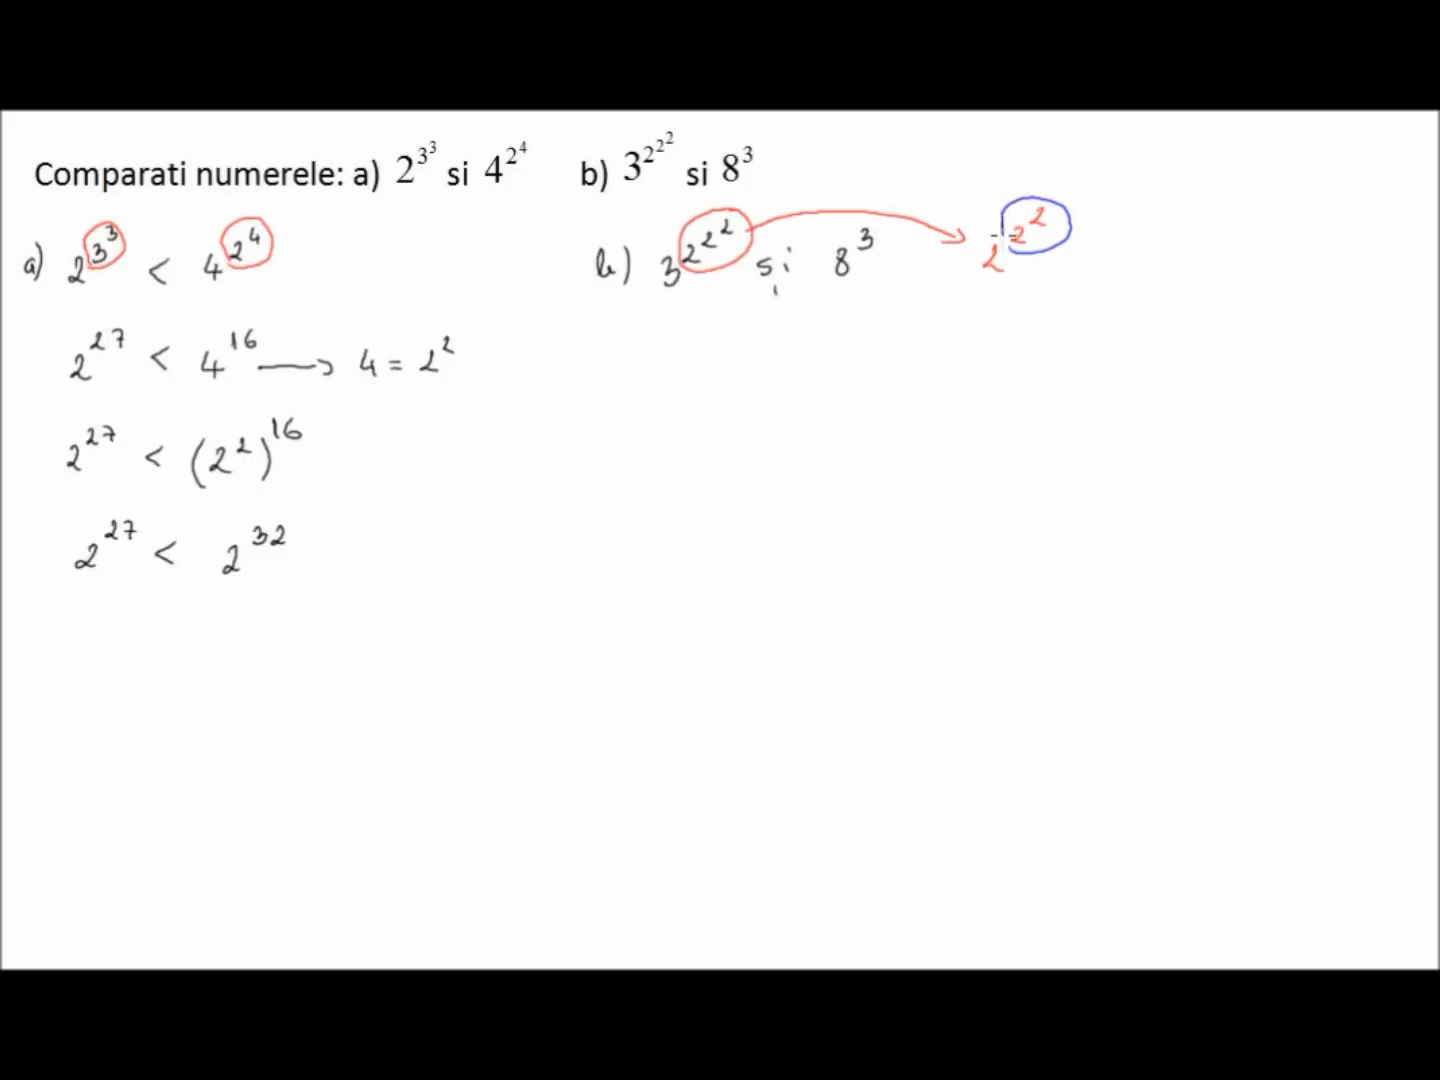 Comparati numerele: a) 2^{3^3} si 4^{2^4} b) 3^{2^{2^2}} si 8^3
a) 2^{3^3} < 4^{2^4}
2^{27} < 4^{16} → 4 = 2^2
2^{27} < (2^2)^{16}
2^{27} < 2^{32}
b) 3^{2^{2^2}} și 8^3 → 2^{2^2}